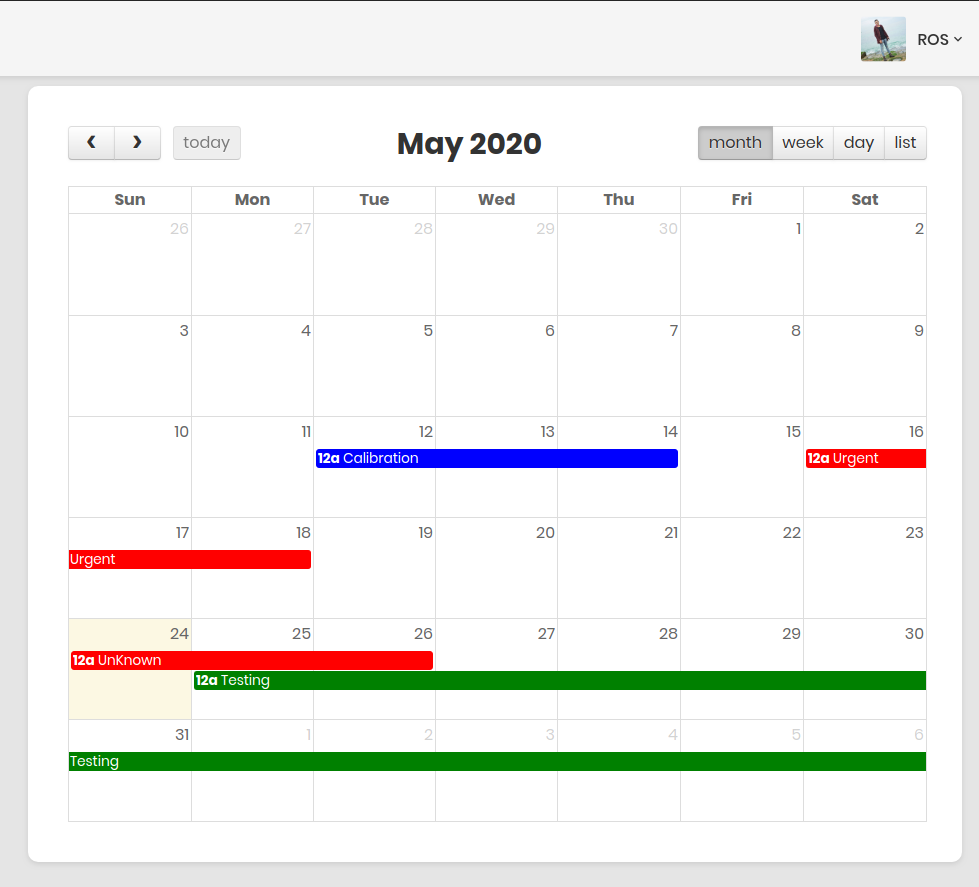 ROS
today
May 2020
month week day list
Sun Mon Tue Wed Thu Fri Sat
26 27 28 29 30 1 2
3 4 5 6 7 8 9
10 11 12 13 14 15 16
12a Calibration 12a Urgent
17 18 19 20 21 22 23
Urgent
24 25 26 27 28 29 30
12a UnKnown
12a Testing
31 1 2 3 4 5 6
Testing